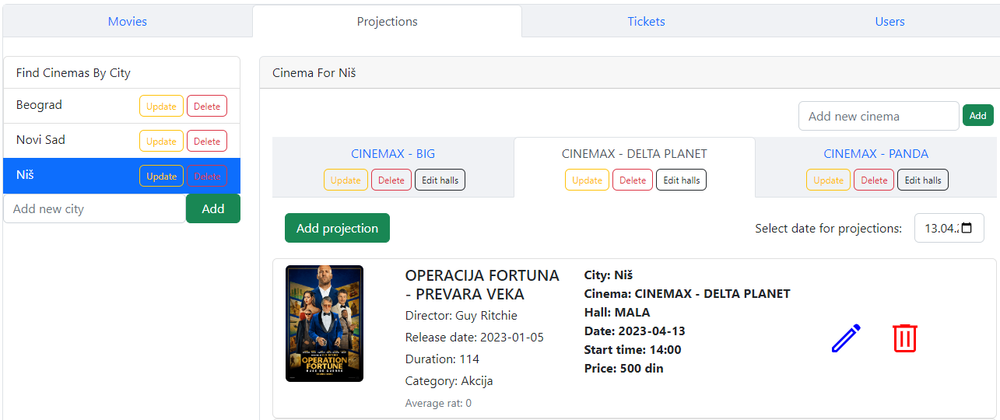 Movies
Projections
Tickets
Users
Find Cinemas By City
Beograd
Update
Delete
Novi Sad
Update
Delete
Niš
Update
Delete
Add new city
Add
Cinema For Niš
Add new cinema
Add
CINEMAX - BIG
Update
Delete
Edit halls
CINEMAX - DELTA PLANET
Update
Delete
Edit halls
CINEMAX - PANDA
Update
Delete
Edit halls
Add projection
Select date for projections:
13.04.
OPERATION
FORTUNE
RUSE DE GUERRE
OPERACIJA FORTUNA
- PREVARA VEKA
Director: Guy Ritchie
Release date: 2023-01-05
Duration: 114
Category: Akcija
Average rat: 0
City: Niš
Cinema: CINEMAX - DELTA PLANET
Hall: MALA
Date: 2023-04-13
Start time: 14:00
Price: 500 din